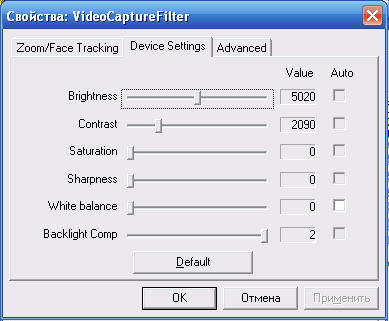 Свойства: VideoCaptureFilter
Zoom/Face Tracking Device Settings Advanced
Value Auto
Brightness 5020
Contrast 2090
Saturation 0
Sharpness 0
White balance 0
Backlight Comp 2
Default
OK Отмена Применить